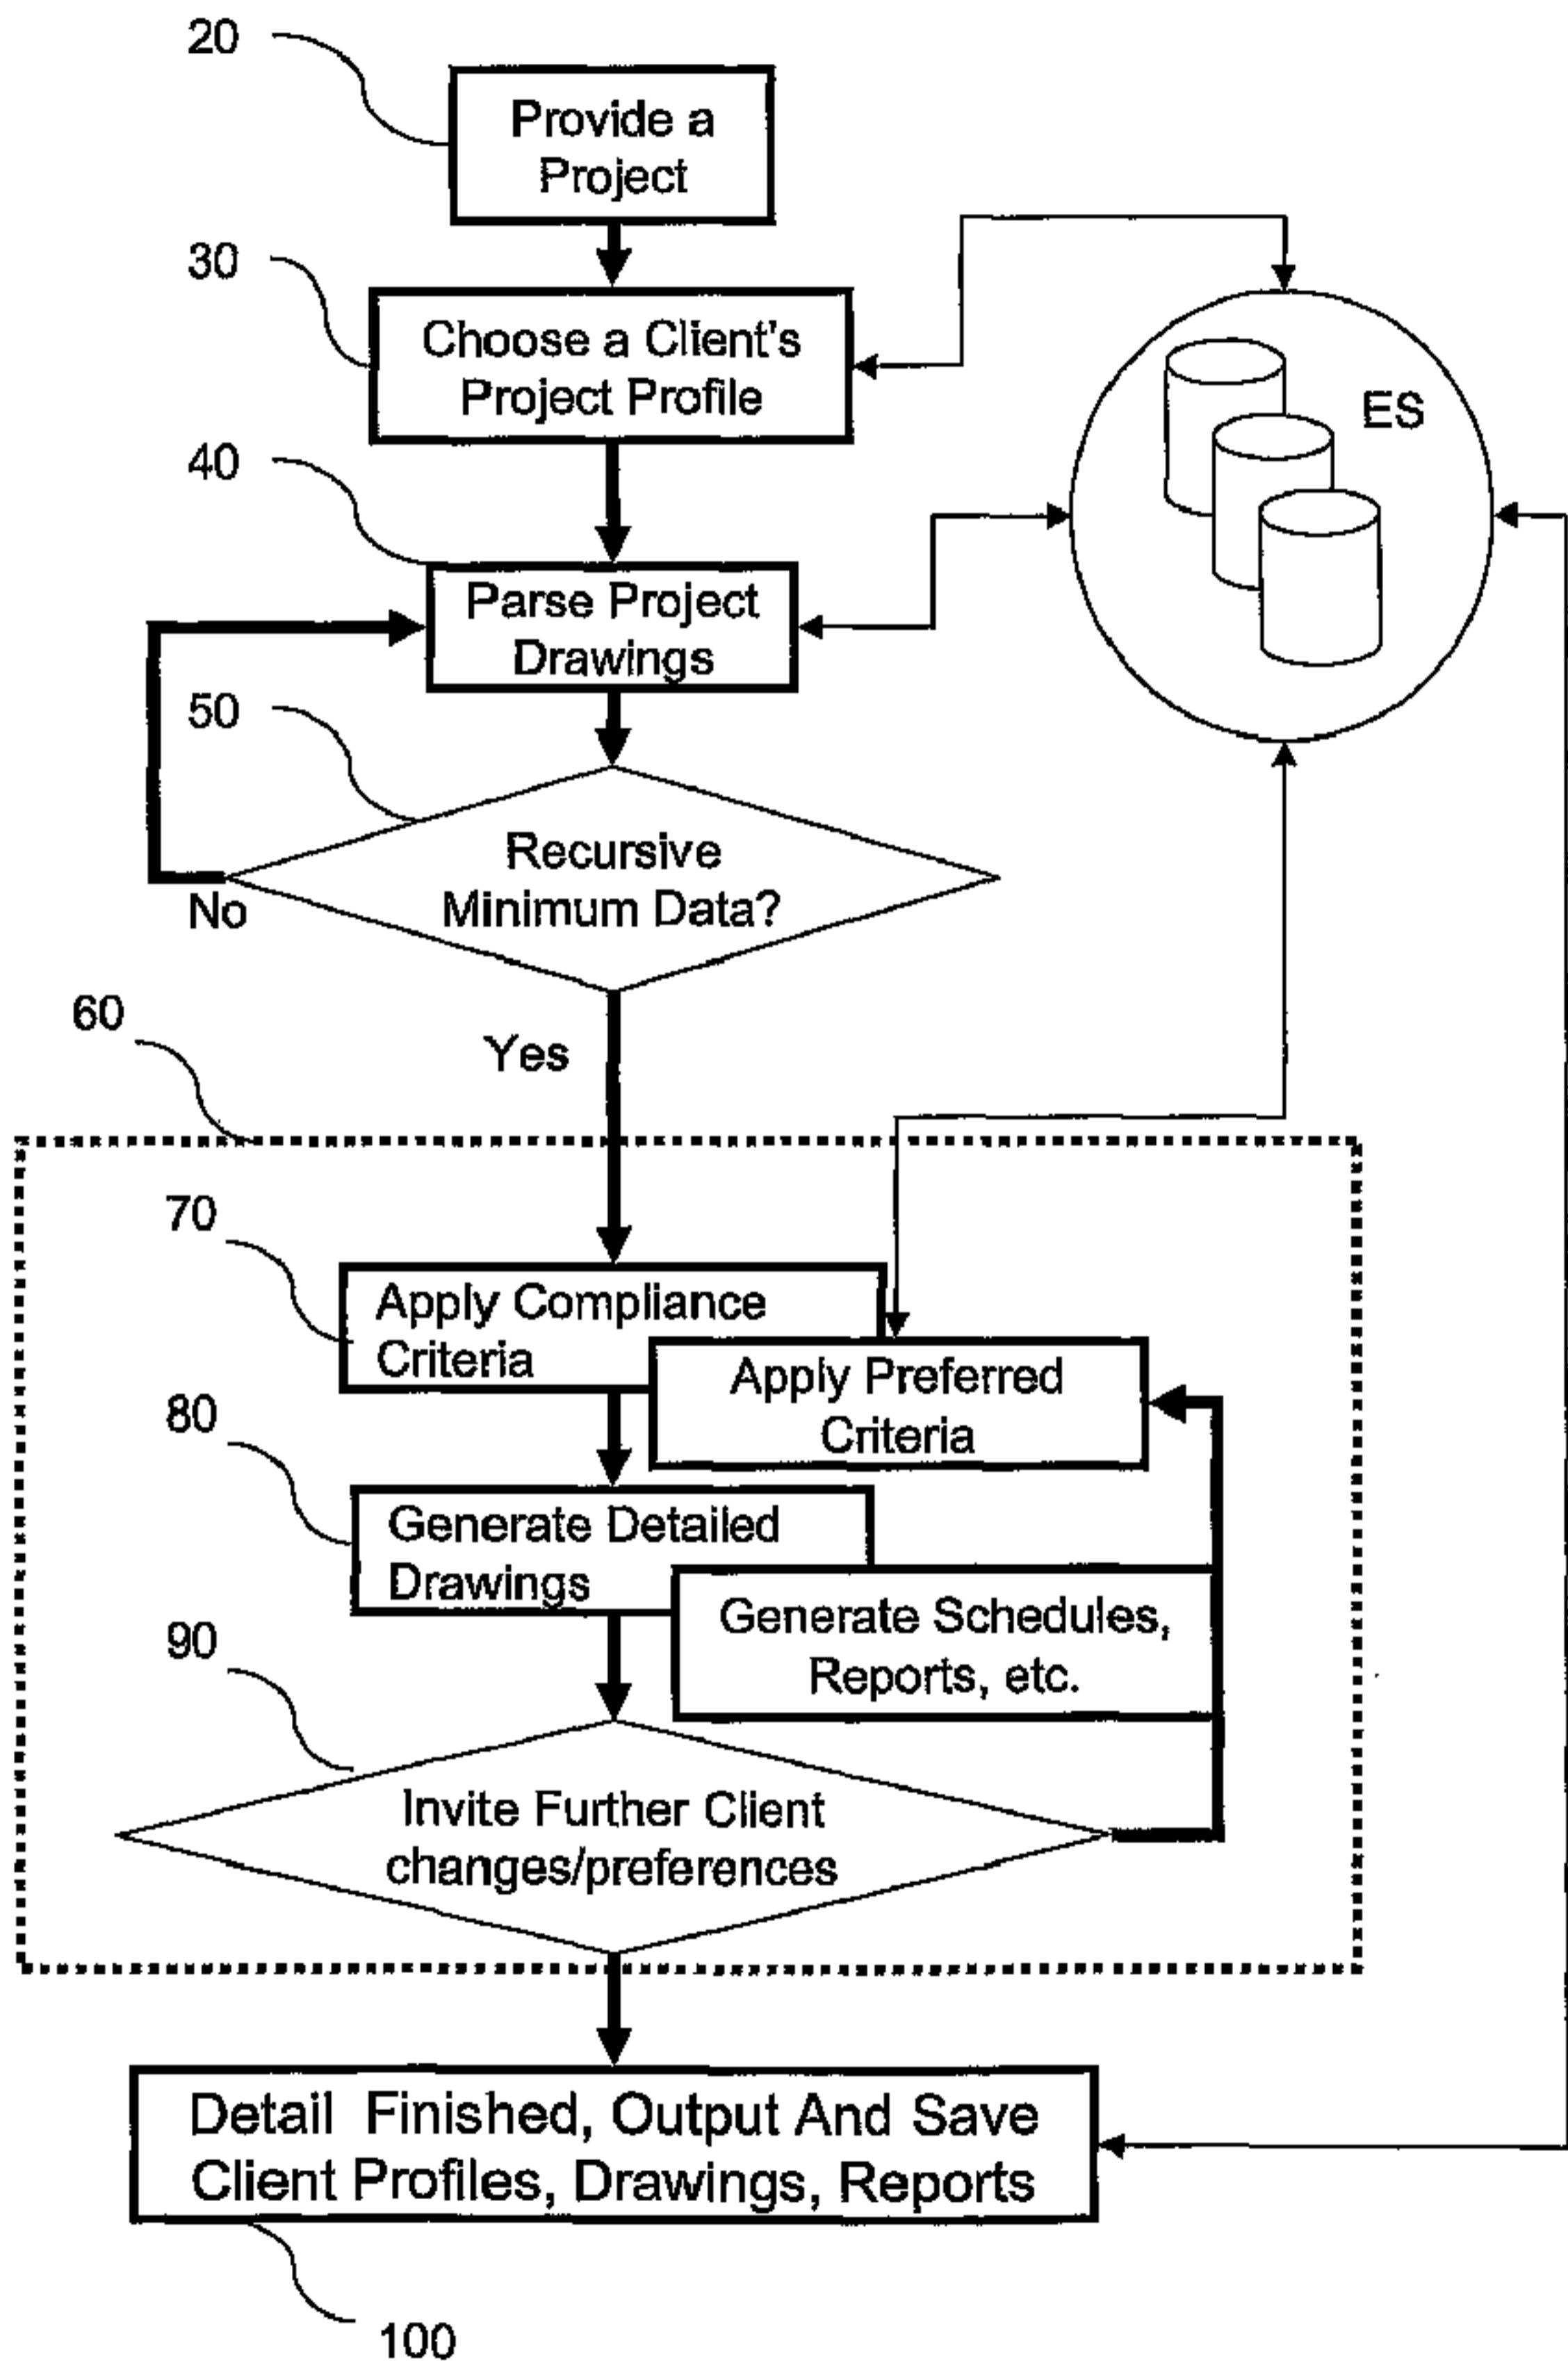 20
Provide a
Project
30
Choose a Client's
Project Profile
ES
40
Parse Project
Drawings
50
Recursive
Minimum Data?
No
Yes
60
70
Apply Compliance
Criteria
Apply Preferred
Criteria
80
Generate Detailed
Drawings
Generate Schedules,
Reports, etc.
90
Invite Further Client
changes/preferences
Detail Finished, Output And Save
Client Profiles, Drawings, Reports
100